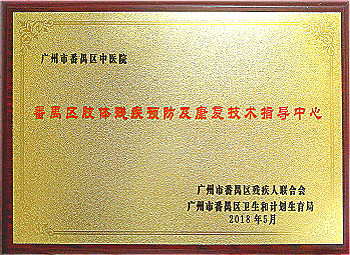 广州市番禺区中医院
番禺区肢体残疾预防及康复技术指导中心
广州市番禺区残疾人联合会
广州市番禺区卫生和计划生育局
2018年5月